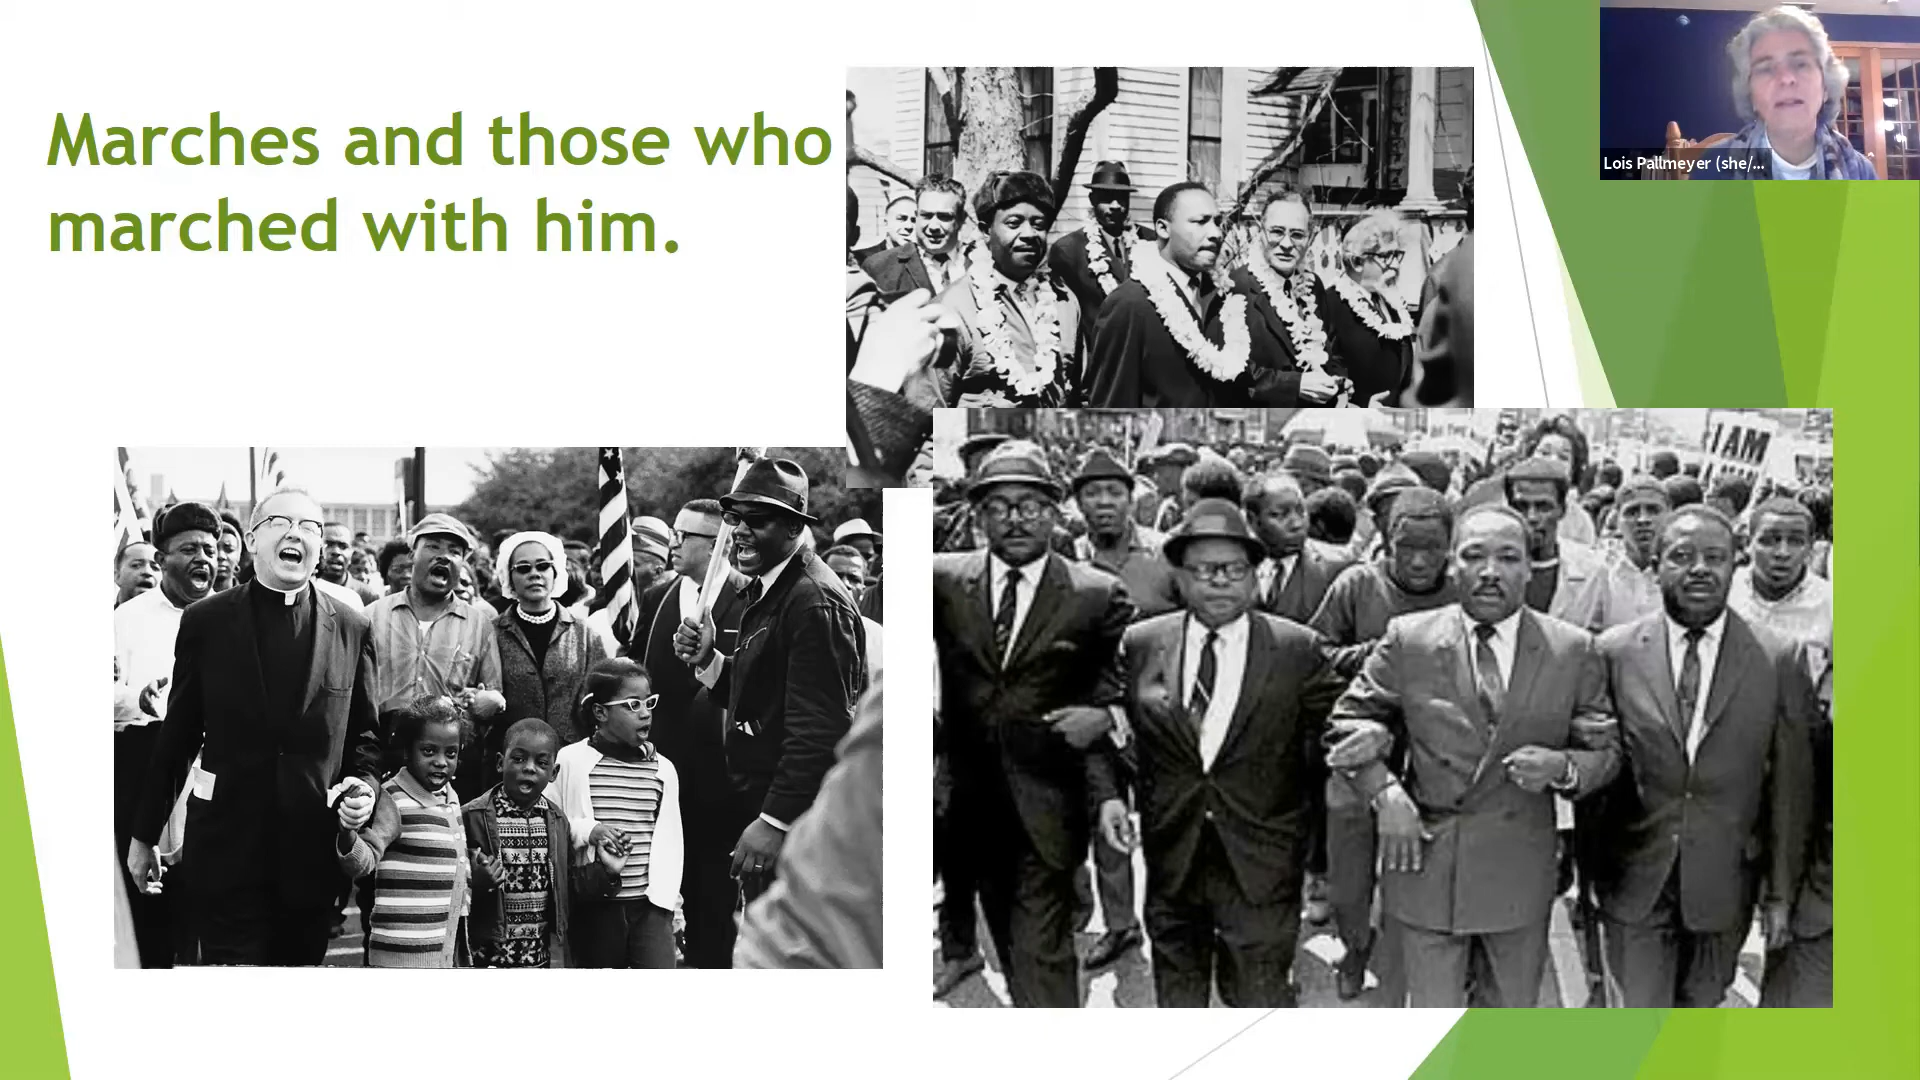 Marches and those who
marched with him.
Lois Pallmeyer (she/...
I AM